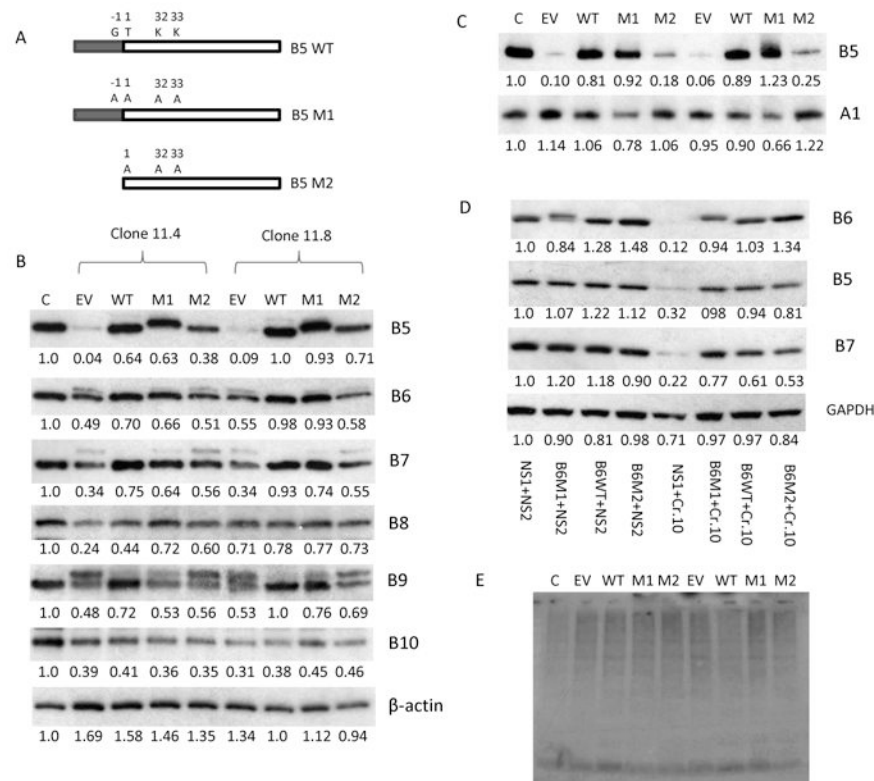 A
-1 1 32 33
G T K K
B5 WT
-1 1 32 33
A A A A
B5 M1
1 32 33
A A A
B5 M2
B
Clone 11.4 Clone 11.8
C EV WT M1 M2 EV WT M1 M2
B5
1.0 0.04 0.64 0.63 0.38 0.09 1.0 0.93 0.71
B6
1.0 0.49 0.70 0.66 0.51 0.55 0.98 0.93 0.58
B7
1.0 0.34 0.75 0.64 0.56 0.34 0.93 0.74 0.55
B8
1.0 0.24 0.44 0.72 0.60 0.71 0.78 0.77 0.73
B9
1.0 0.48 0.72 0.53 0.56 0.53 1.0 0.76 0.69
B10
1.0 0.39 0.41 0.36 0.35 0.31 0.38 0.45 0.46
β-actin
1.0 1.69 1.58 1.46 1.35 1.34 1.0 1.12 0.94
C
C EV WT M1 M2 EV WT M1 M2
B5
1.0 0.10 0.81 0.92 0.18 0.06 0.89 1.23 0.25
A1
1.0 1.14 1.06 0.78 1.06 0.95 0.90 0.66 1.22
D
B6
1.0 0.84 1.28 1.48 0.12 0.94 1.03 1.34
B5
1.0 1.07 1.22 1.12 0.32 098 0.94 0.81
B7
1.0 1.20 1.18 0.90 0.22 0.77 0.61 0.53
GAPDH
1.0 0.90 0.81 0.98 0.71 0.97 0.97 0.84
NS1+NS2
B6M1+NS2
B6WT+NS2
B6M2+NS2
NS1+Cr.10
B6M1+Cr.10
B6WT+Cr.10
B6M2+Cr.10
E
C EV WT M1 M2 EV WT M1 M2